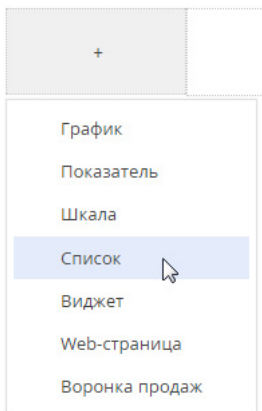 +
График
Показатель
Шкала
Список
Виджет
Web-страница
Воронка продаж